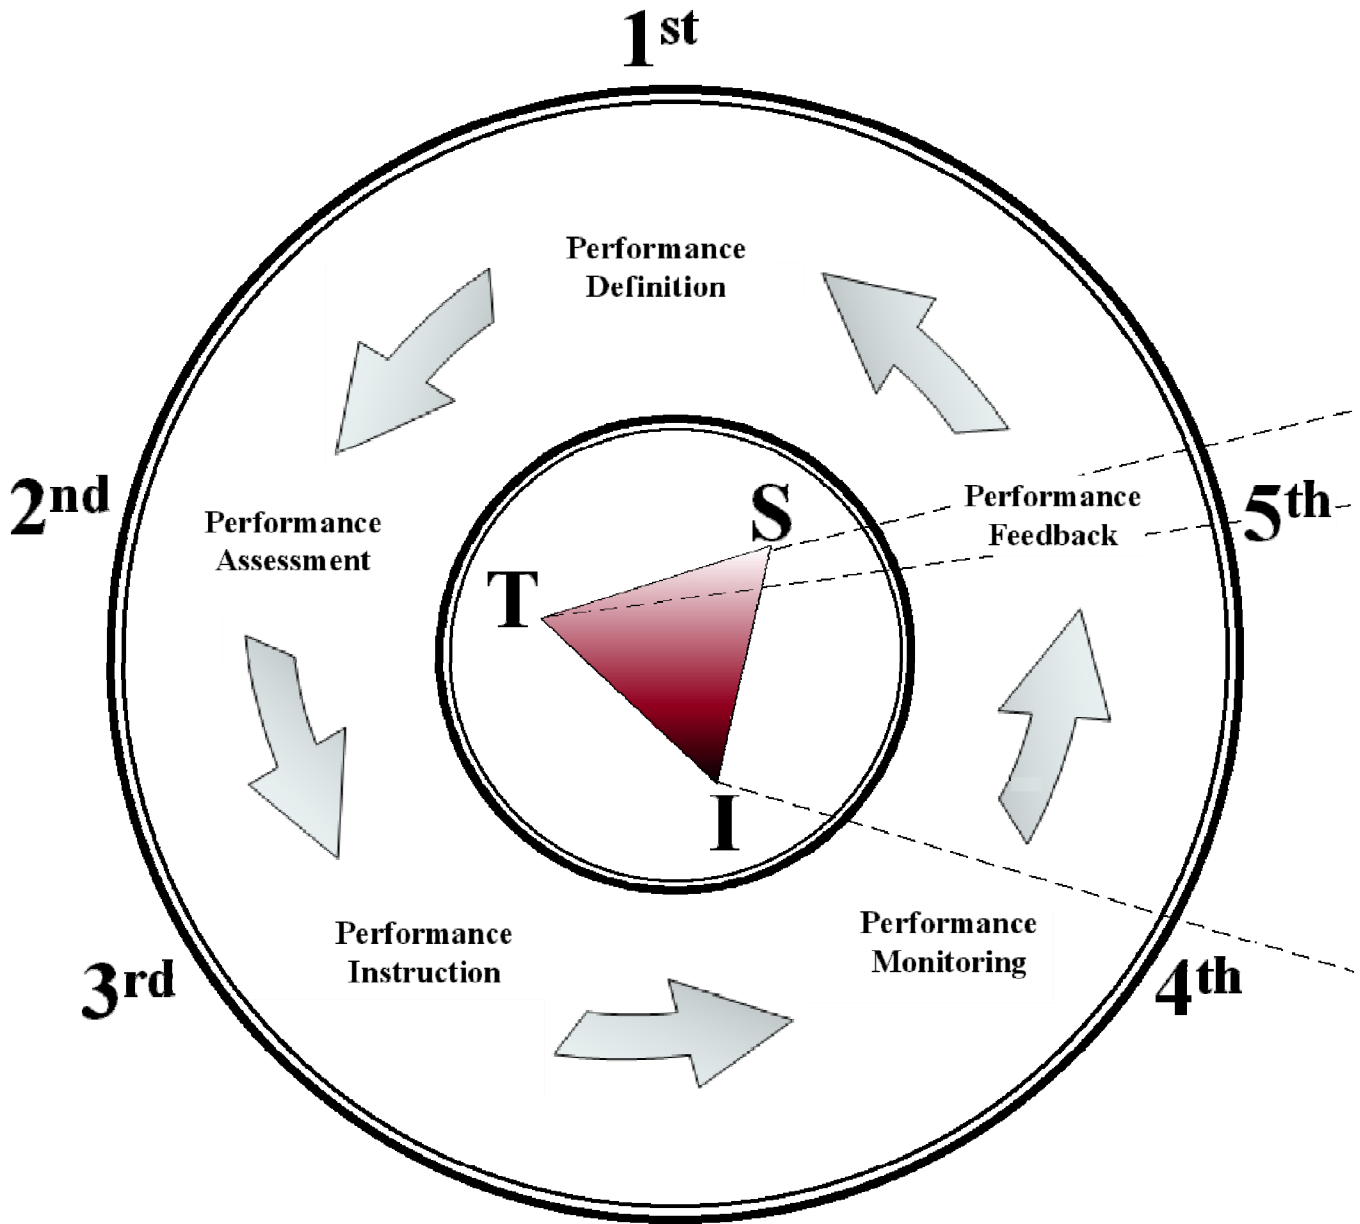 1st
Performance
Definition
2nd
Performance
Assessment
S
T
I
Performance
Feedback
5th
3rd
Performance
Instruction
Performance
Monitoring
4th